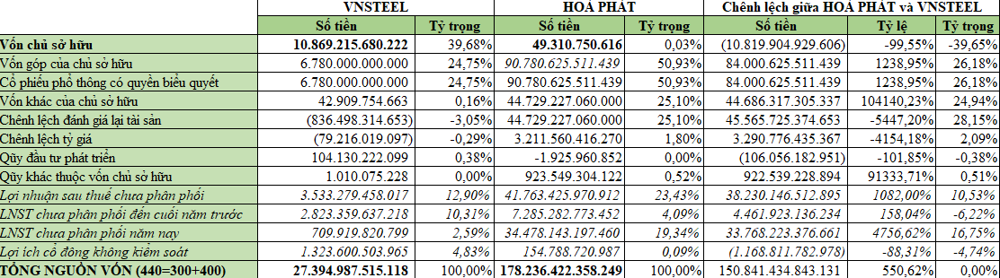 VNSTEEL HOÀ PHÁT Chênh lệch giữa HOÀ PHÁT và VNSTEEL
Số tiền Tỷ trọng Số tiền Tỷ trọng Số tiền Tỷ lệ Tỷ trọng
Vốn chủ sở hữu 10.869.215.680.222 39,68% 49.310.750.616 0,03% (10.819.904.929.606) -99,55% -39,65%
Vốn góp của chủ sở hữu 6.780.000.000.000 24,75% 90.780.625.511.439 50,93% 84.000.625.511.439 1238,95% 26,18%
Cổ phiếu phổ thông có quyền biểu quyết 6.780.000.000.000 24,75% 90.780.625.511.439 50,93% 84.000.625.511.439 1238,95% 26,18%
Vốn khác của chủ sở hữu 42.909.754.663 0,16% 44.729.227.060.000 25,10% 44.686.317.305.337 104140,23% 24,94%
Chênh lệch đánh giá lại tài sản (836.498.314.653) -3,05% 44.729.227.060.000 25,10% 45.565.725.374.653 -5447,20% 28,15%
Chênh lệch tỷ giá (79.216.019.097) -0,29% 3.211.560.416.270 1,80% 3.290.776.435.367 -4154,18% 2,09%
Qũy đầu tư phát triển 104.130.222.099 0,38% -1.925.960.852 0,00% (106.056.182.951) -101,85% -0,38%
Qũy khác thuộc vốn chủ sở hữu 1.010.075.228 0,00% 923.549.304.122 0,52% 922.539.228.894 91333,71% 0,51%
Lợi nhuận sau thuế chưa phân phối 3.533.279.458.017 12,90% 41.763.425.970.912 23,43% 38.230.146.512.895 1082,00% 10,53%
LNST chưa phân phối đến cuối năm trước 2.823.359.637.218 10,31% 7.285.282.773.452 4,09% 4.461.923.136.234 158,04% -6,22%
LNST chưa phân phối năm nay 709.919.820.799 2,59% 34.478.143.197.460 19,34% 33.768.223.376.661 4756,62% 16,75%
Lợi ích cổ đông không kiểm soát 1.323.600.503.965 4,83% 154.788.720.987 0,09% (1.168.811.782.978) -88,31% -4,74%
TỔNG NGUỒN VỐN (440=300+400) 27.394.987.515.118 100,00% 178.236.422.358.249 100,00% 150.841.434.843.131 550,62% 0,00%